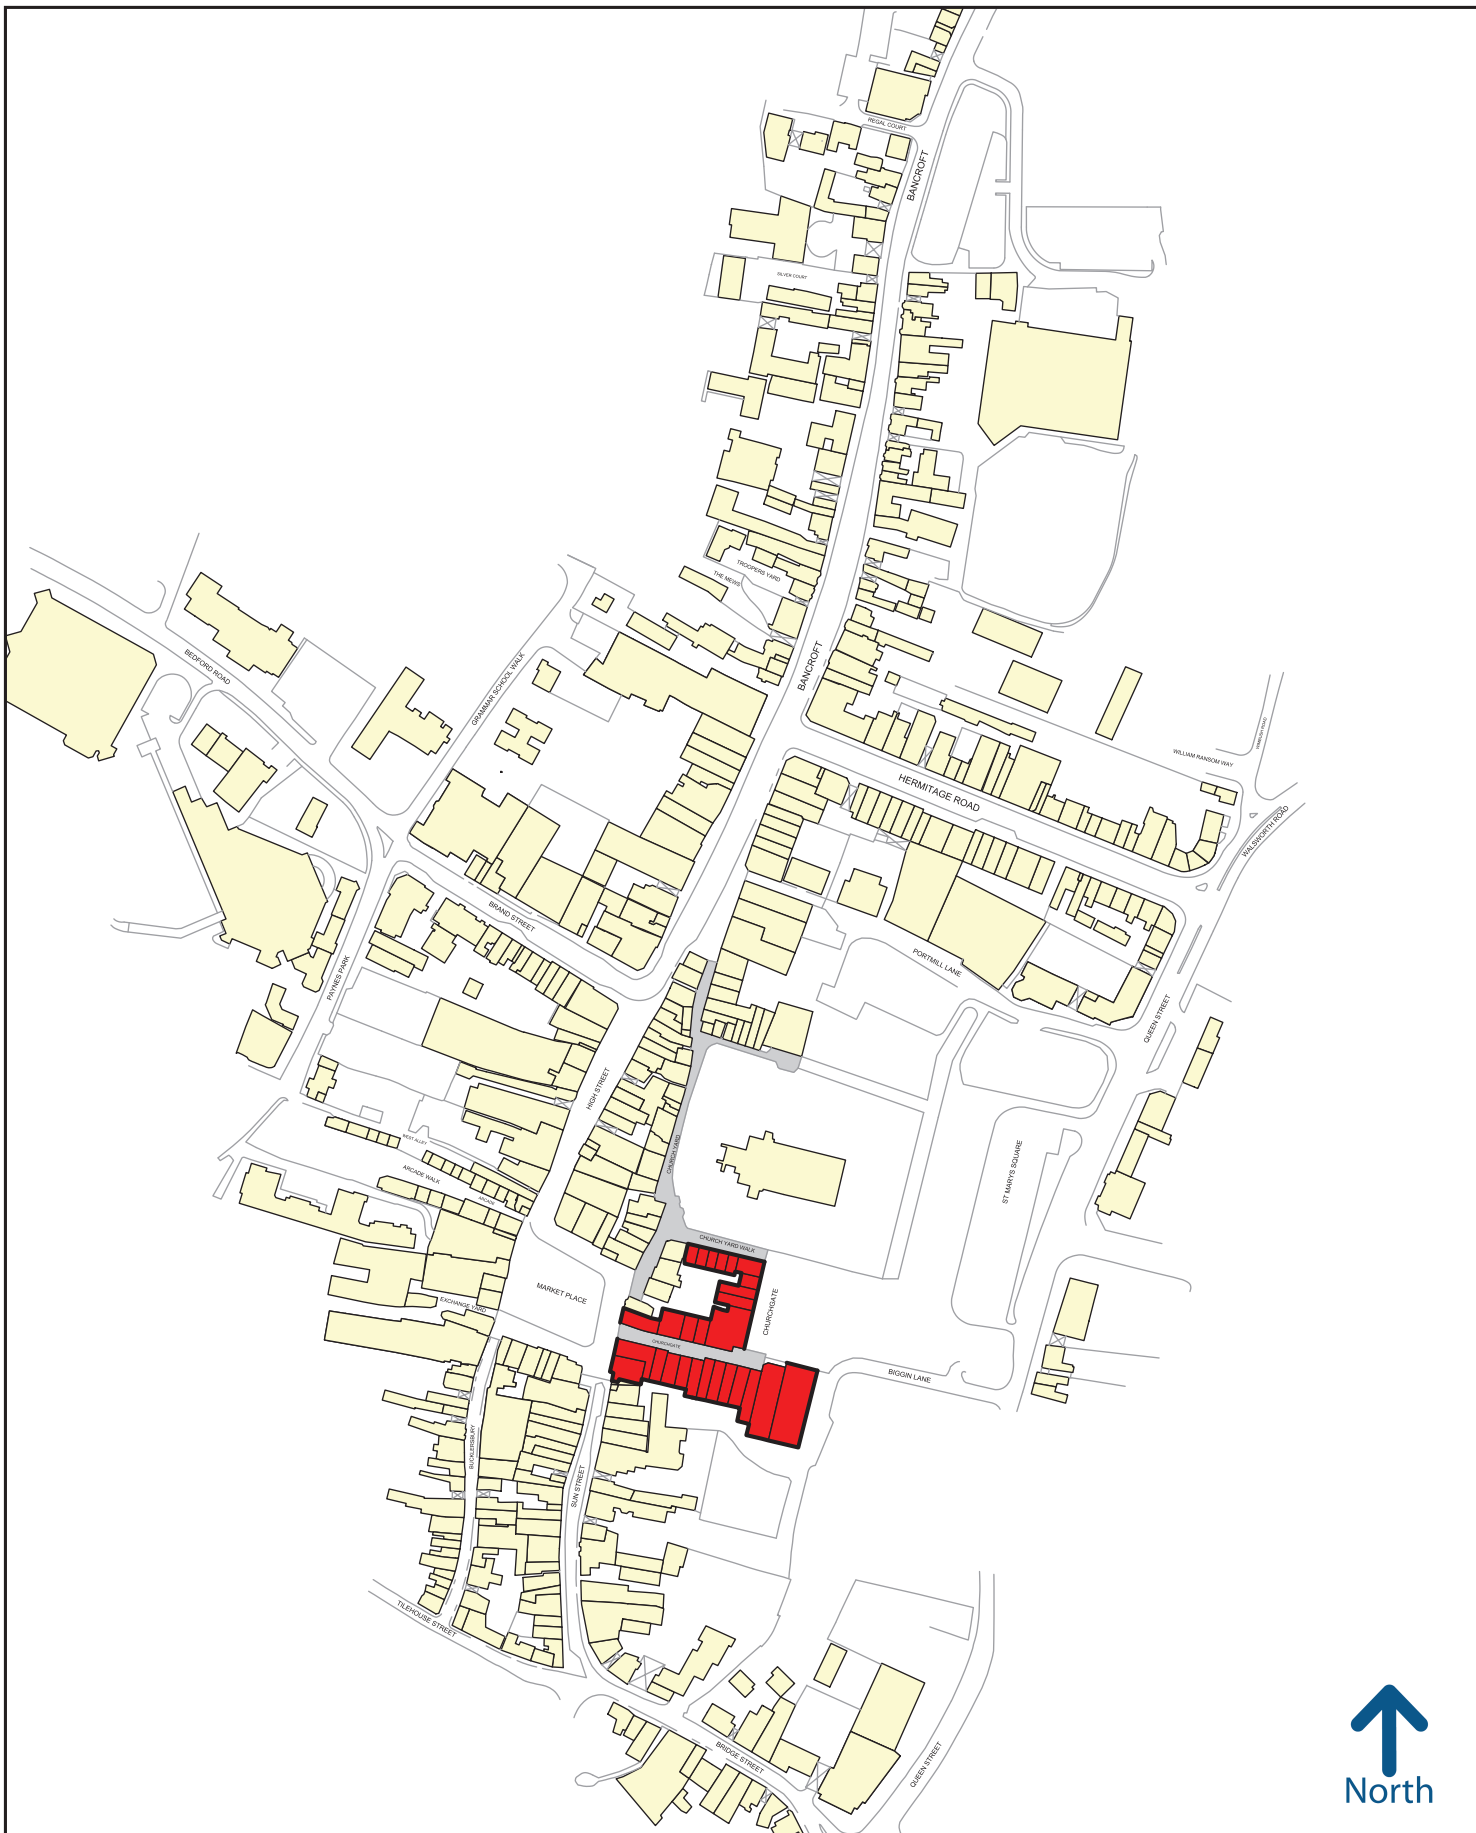 REGAL COURT
BANCROFT
SILVER COURT
TROOPERS YARD
THE MEWS
BEDFORD ROAD
GRAMMAR SCHOOL WALK
BANCROFT
WILLIAM RANSOM WAY
HERMITAGE ROAD
WALSWORTH ROAD
BRAND STREET
PORTMILL LANE
PAYNES PARK
QUEEN STREET
HIGH STREET
WEST ALLEY
CHURCH YARD
ARCADE WALK
ARCADE
ST MARYS SQUARE
CHURCH YARD WALK
MARKET PLACE
EXCHANGE YARD
CHURCHGATE
CHURCHGATE
BIGGIN LANE
BUCKLERSBURY
SUN STREET
TILEHOUSE STREET
BRIDGE STREET
QUEEN STREET
North